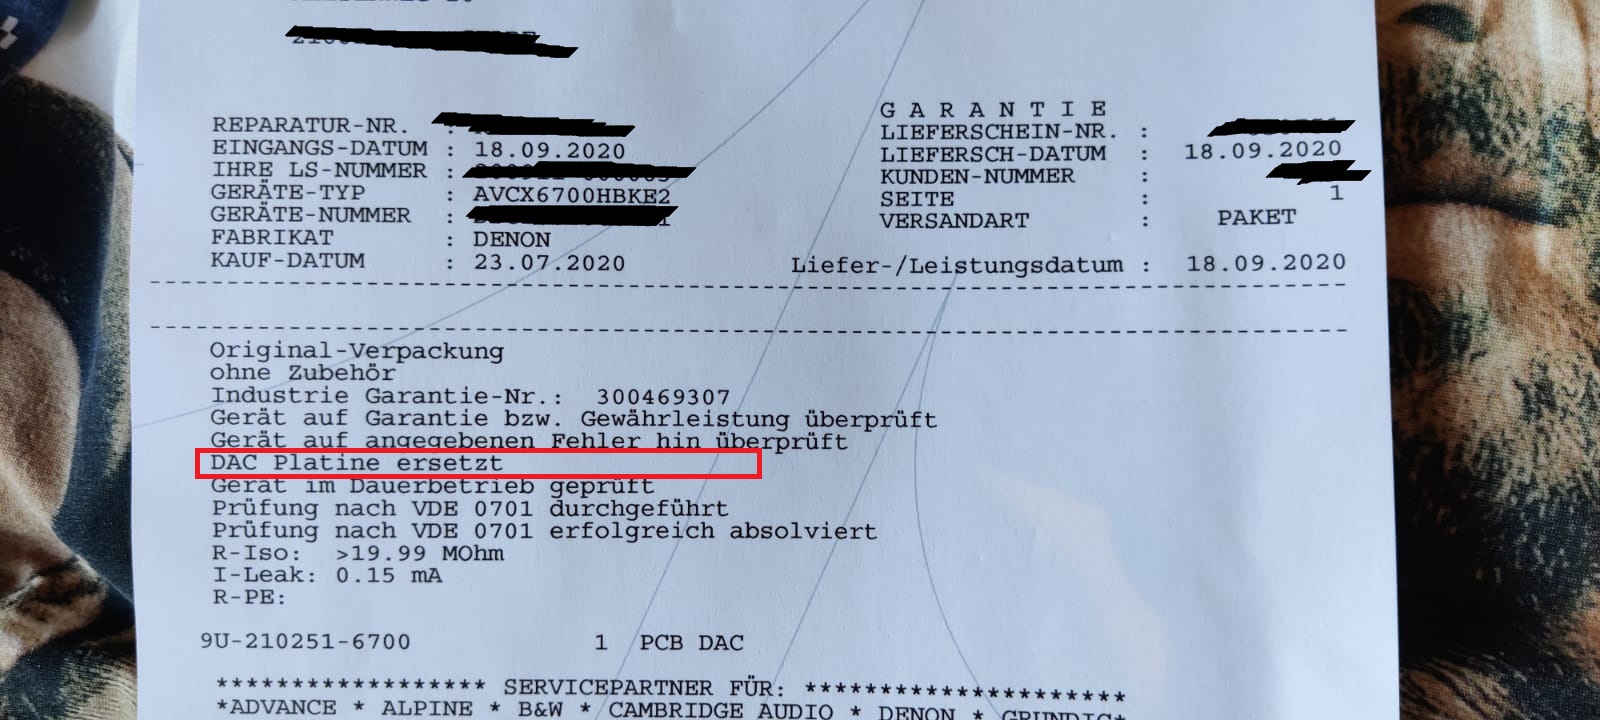 REPARATUR-NR. :
EINGANGS-DATUM : 18.09.2020
IHRE LS-NUMMER :
GERÄTE-TYP : AVCX6700HBKE2
GERÄTE-NUMMER :
FABRIKAT : DENON
KAUF-DATUM : 23.07.2020
G A R A N T I E
LIEFERSCHEIN-NR. :
LIEFERSCH-DATUM : 18.09.2020
KUNDEN-NUMMER :
SEITE : 1
VERSANDART : PAKET
Liefer-/Leistungsdatum : 18.09.2020
Original-Verpackung
ohne Zubehör
Industrie Garantie-Nr.: 300469307
Gerät auf Garantie bzw. Gewährleistung überprüft
Gerät auf angegebenen Fehler hin überprüft
DAC Platine ersetzt
Gerät im Dauerbetrieb geprüft
Prüfung nach VDE 0701 durchgeführt
Prüfung nach VDE 0701 erfolgreich absolviert
R-Iso: >19.99 MOhm
I-Leak: 0.15 mA
R-PE:
9U-210251-6700 1 PCB DAC
****************** SERVICEPARTNER FÜR: *********************
*ADVANCE * ALPINE * B&W * CAMBRIDGE AUDIO * DENON * GRUNDIG*